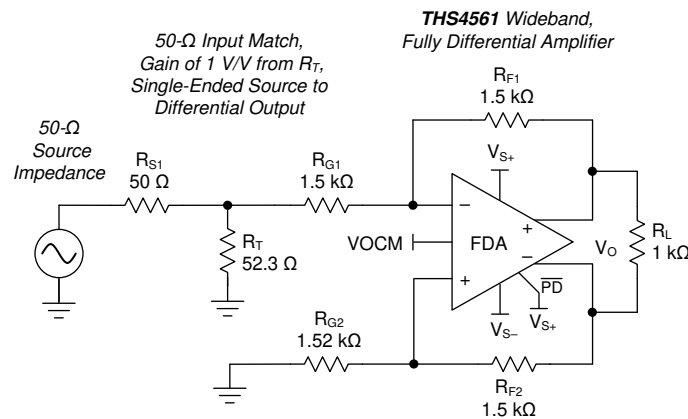 THS4561 Wideband,
Fully Differential Amplifier
50-Ω Input Match,
Gain of 1 V/V from RT,
Single-Ended Source to
Differential Output
50-Ω
Source
Impedance
RS1
50 Ω
RT
52.3 Ω
RG1
1.5 kΩ
RF1
1.5 kΩ
VS+
−
+
VOCM
FDA
+
−
PD
VS−
VS+
VO
RL
1 kΩ
RG2
1.52 kΩ
RF2
1.5 kΩ